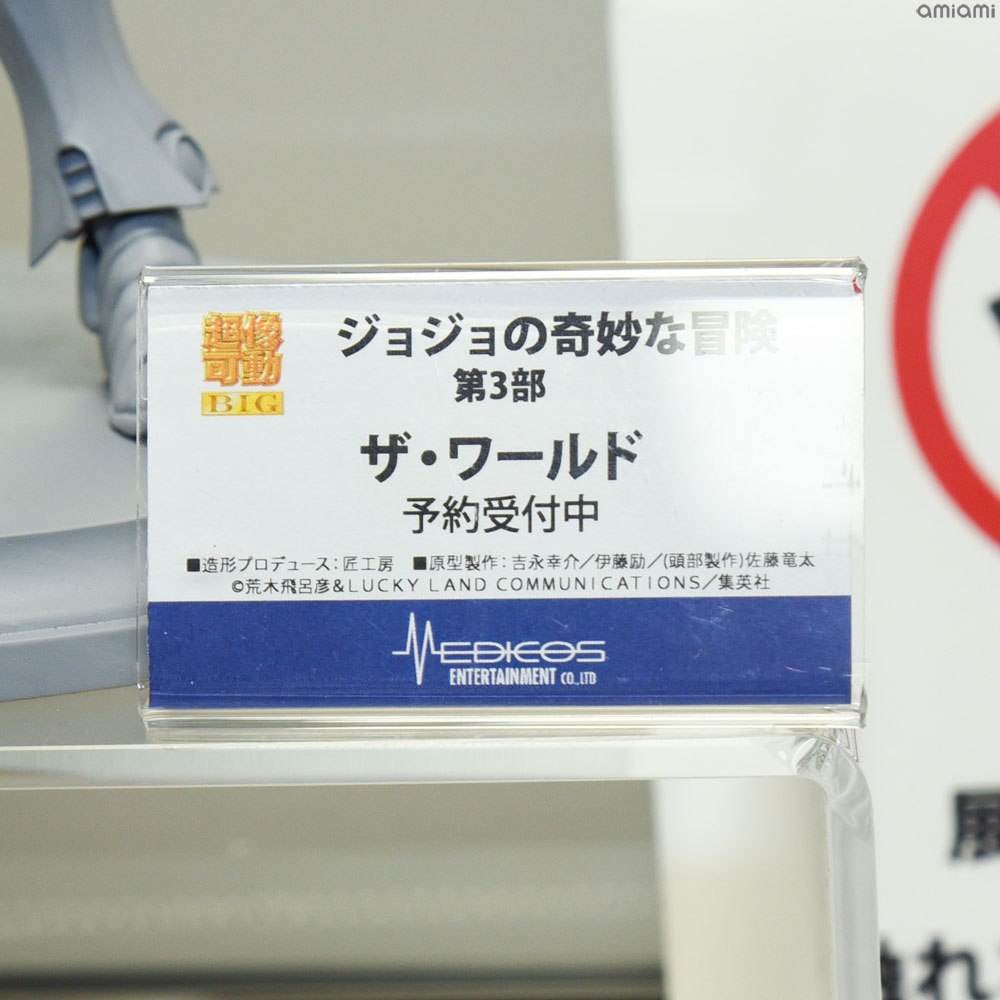 amiami
超像
可動
BIG
ジョジョの奇妙な冒険
第3部
ザ・ワールド
予約受付中
■造形プロデュース：匠工房　■原型製作：吉永幸介／伊藤励／(頭部製作)佐藤竜太
©荒木飛呂彦&LUCKY LAND COMMUNICATIONS／集英社
MEDICOS
ENTERTAINMENT CO.,LTD
れ